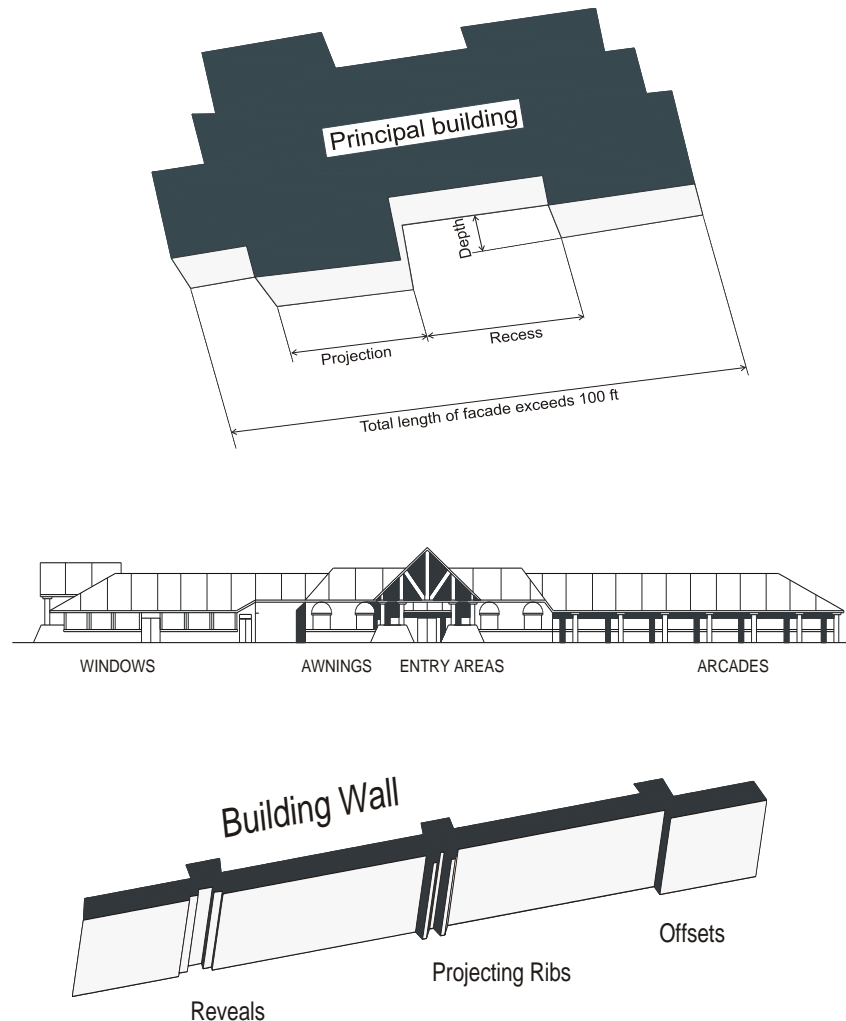 Principal building
Depth
Recess
Projection
Total length of facade exceeds 100 ft
WINDOWS AWNINGS ENTRY AREAS ARCADES
Building Wall
Offsets
Projecting Ribs
Reveals